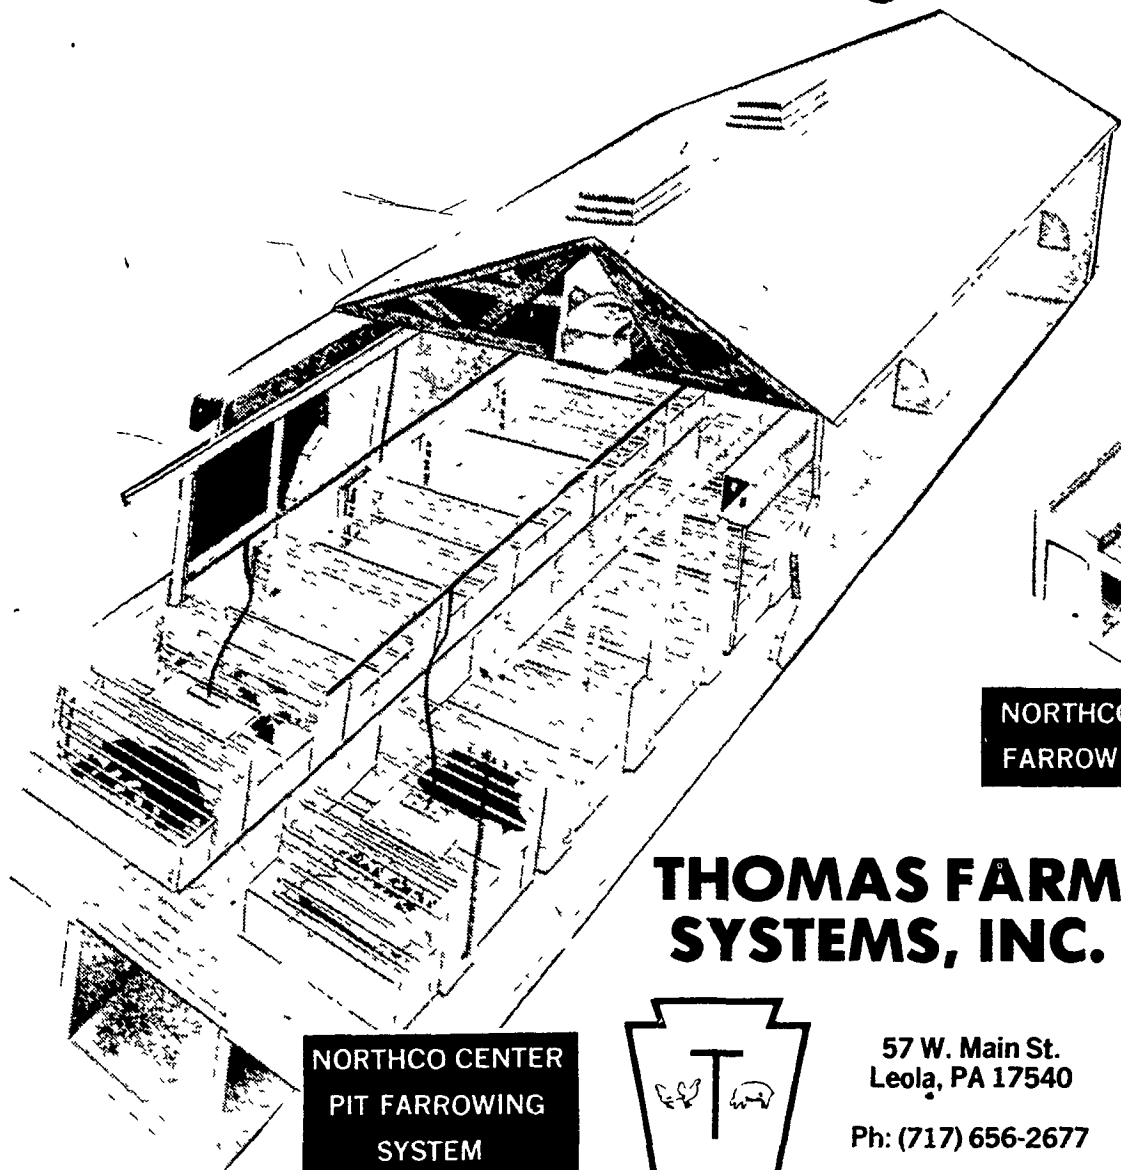 NORTHCO
FARROW
THOMAS FARM
SYSTEMS, INC.
57 W. Main St.
Leola, PA 17540
Ph: (717) 656-2677
NORTHCO CENTER
PIT FARROWING
SYSTEM